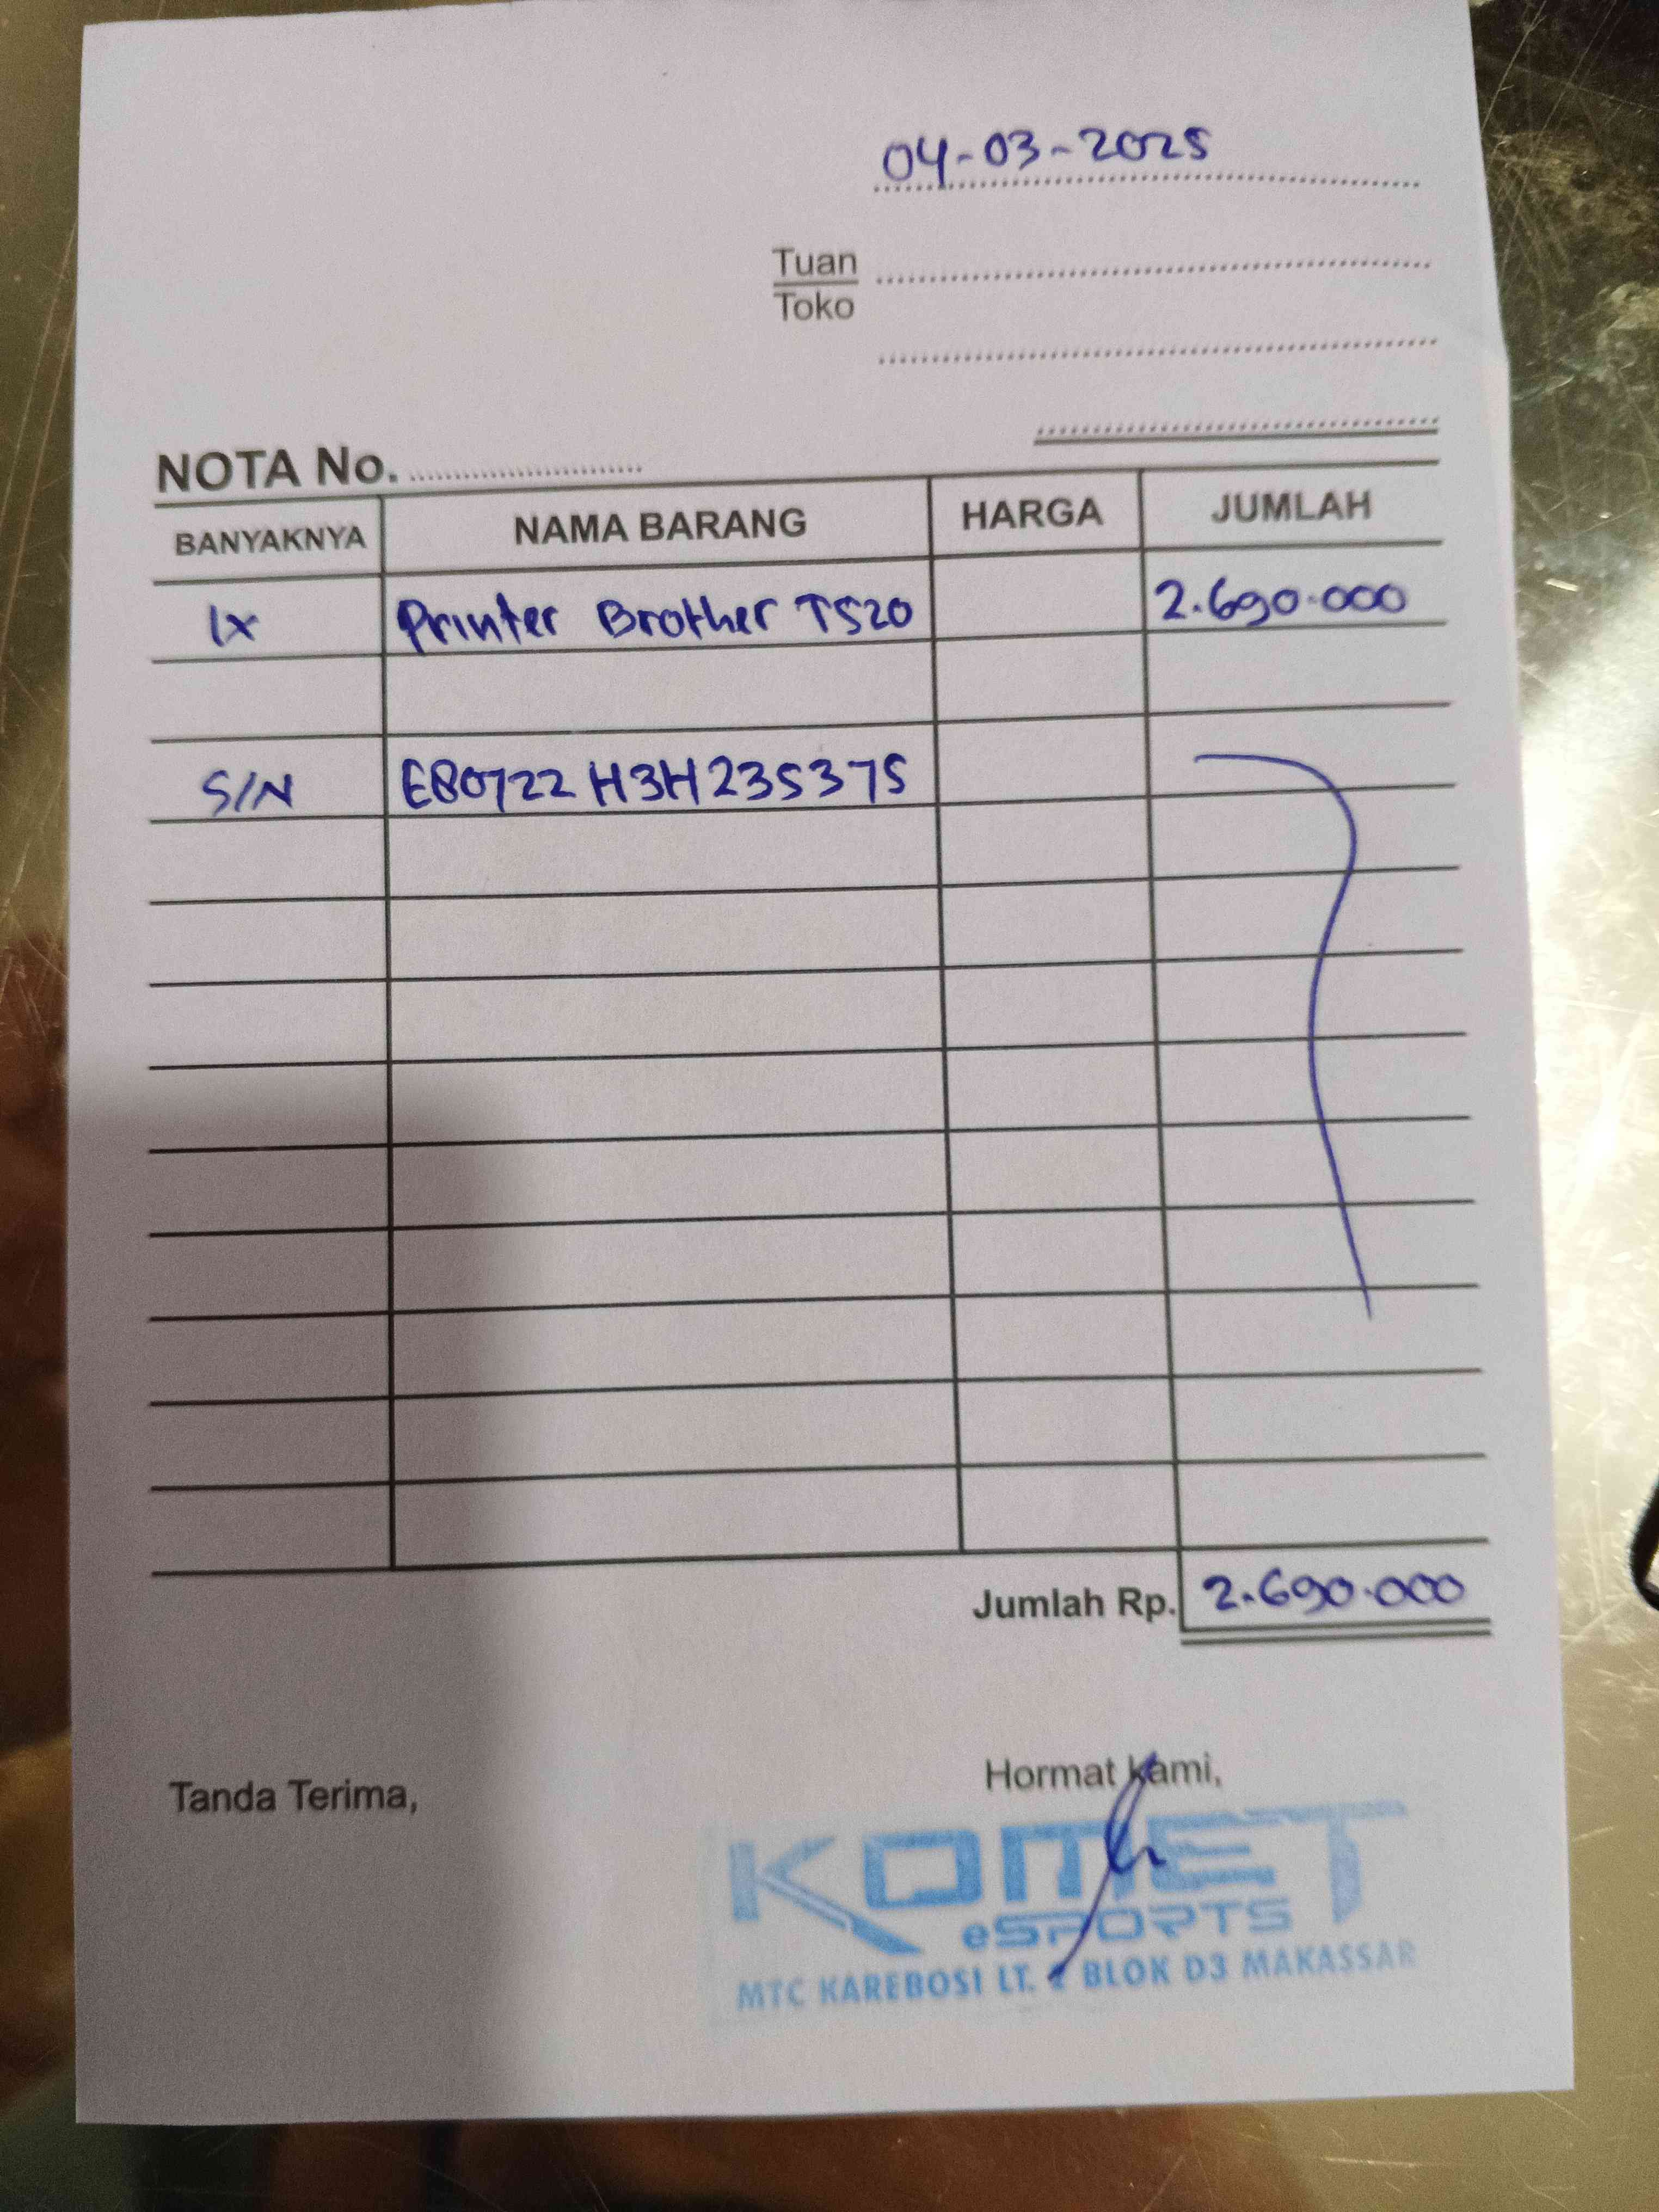 04-03-2025
Tuan
Toko
NOTA No.
BANYAKNYA NAMA BARANG HARGA JUMLAH
1x Printer Brother T520 2.690.000
S/N E80722H3H235375
Jumlah Rp. 2.690.000
Tanda Terima,
Hormat Kami,
KOMET
eSPORTS
MTC KAREBOSI LT. BLOK D3 MAKASSAR